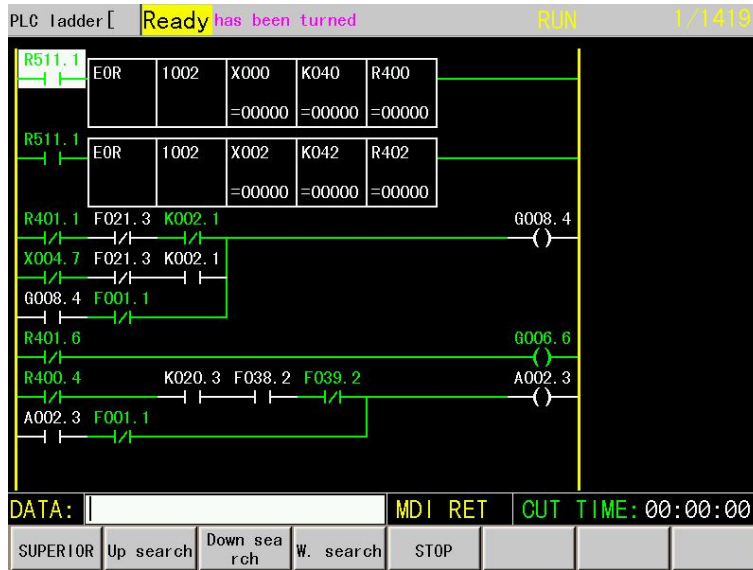 PLC ladder[ Ready has been turned RUN 1/1419
R511.1 EOR 1002 X000 K040 R400
=00000 =00000 =00000
R511.1 EOR 1002 X002 K042 R402
=00000 =00000 =00000
R401.1 F021.3 K002.1 G008.4
X004.7 F021.3 K002.1
G008.4 F001.1
R401.6 G006.6
R400.4 K020.3 F038.2 F039.2 A002.3
A002.3 F001.1
DATA: MDI RET CUT TIME: 00:00:00
SUPERIOR Up search Down sea W. search STOP
rch